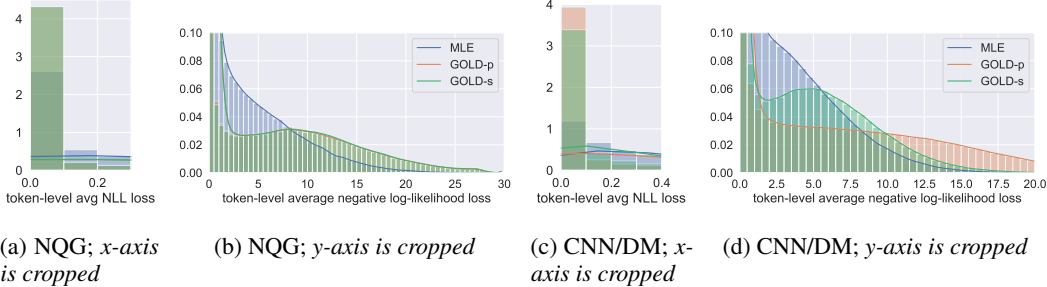 4
3
2
1
0
0.0 0.2
token-level avg NLL loss
0.10
0.08
0.06
0.04
0.02
0.00
MLE
GOLD-p
GOLD-s
0 5 10 15 20 25 30
token-level average negative log-likelihood loss
4
3
2
1
0
0.0 0.2 0.4
token-level avg NLL loss
0.10
0.08
0.06
0.04
0.02
0.00
MLE
GOLD-p
GOLD-s
0.0 2.5 5.0 7.5 10.0 12.5 15.0 17.5 20.0
token-level average negative log-likelihood loss
(a) NQG; x-axis
is cropped
(b) NQG; y-axis is cropped
(c) CNN/DM; x-
axis is cropped
(d) CNN/DM; y-axis is cropped